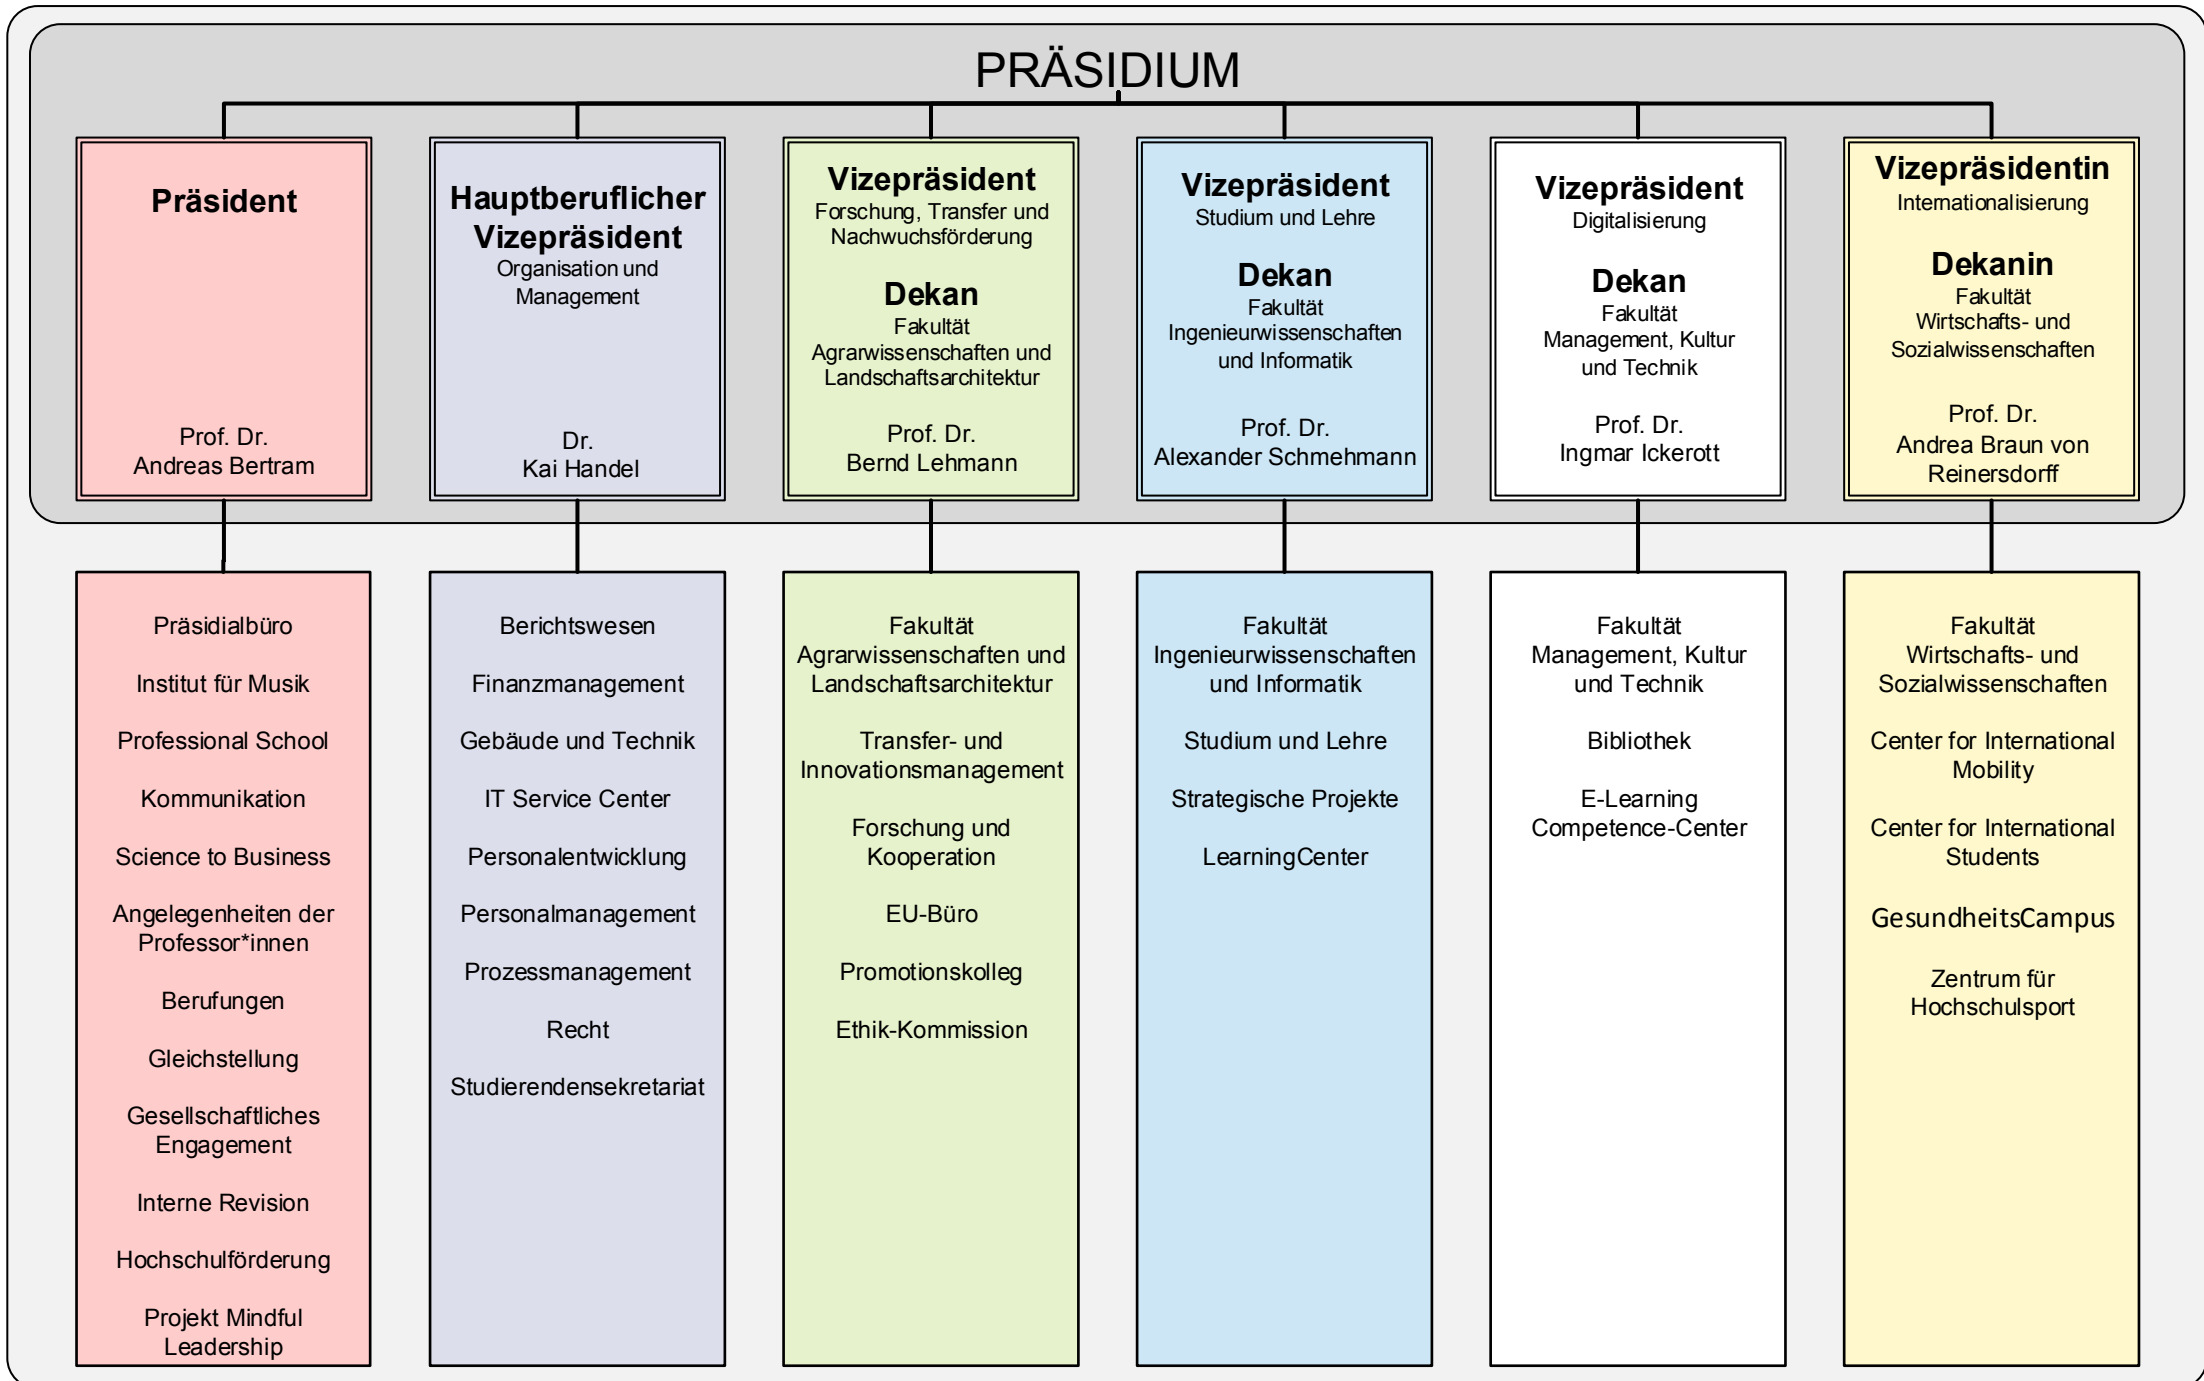 PRÄSIDIUM
Präsident
Prof. Dr.
Andreas Bertram
Hauptberuflicher
Vizepräsident
Organisation und
Management
Dr.
Kai Handel
Vizepräsident
Forschung, Transfer und
Nachwuchsförderung
Dekan
Fakultät
Agrarwissenschaften und
Landschaftsarchitektur
Prof. Dr.
Bernd Lehmann
Vizepräsident
Studium und Lehre
Dekan
Fakultät
Ingenieurwissenschaften
und Informatik
Prof. Dr.
Alexander Schmehmann
Vizepräsident
Digitalisierung
Dekan
Fakultät
Management, Kultur
und Technik
Prof. Dr.
Ingmar Ickerott
Vizepräsidentin
Internationalisierung
Dekanin
Fakultät
Wirtschafts- und
Sozialwissenschaften
Prof. Dr.
Andrea Braun von
Reinersdorff
Präsidialbüro
Institut für Musik
Professional School
Kommunikation
Science to Business
Angelegenheiten der
Professor*innen
Berufungen
Gleichstellung
Gesellschaftliches
Engagement
Interne Revision
Hochschulförderung
Projekt Mindful
Leadership
Berichtswesen
Finanzmanagement
Gebäude und Technik
IT Service Center
Personalentwicklung
Personalmanagement
Prozessmanagement
Recht
Studierendensekretariat
Fakultät
Agrarwissenschaften und
Landschaftsarchitektur
Transfer- und
Innovationsmanagement
Forschung und
Kooperation
EU-Büro
Promotionskolleg
Ethik-Kommission
Fakultät
Ingenieurwissenschaften
und Informatik
Studium und Lehre
Strategische Projekte
LearningCenter
Fakultät
Management, Kultur
und Technik
Bibliothek
E-Learning
Competence-Center
Fakultät
Wirtschafts- und
Sozialwissenschaften
Center for International
Mobility
Center for International
Students
GesundheitsCampus
Zentrum für
Hochschulsport